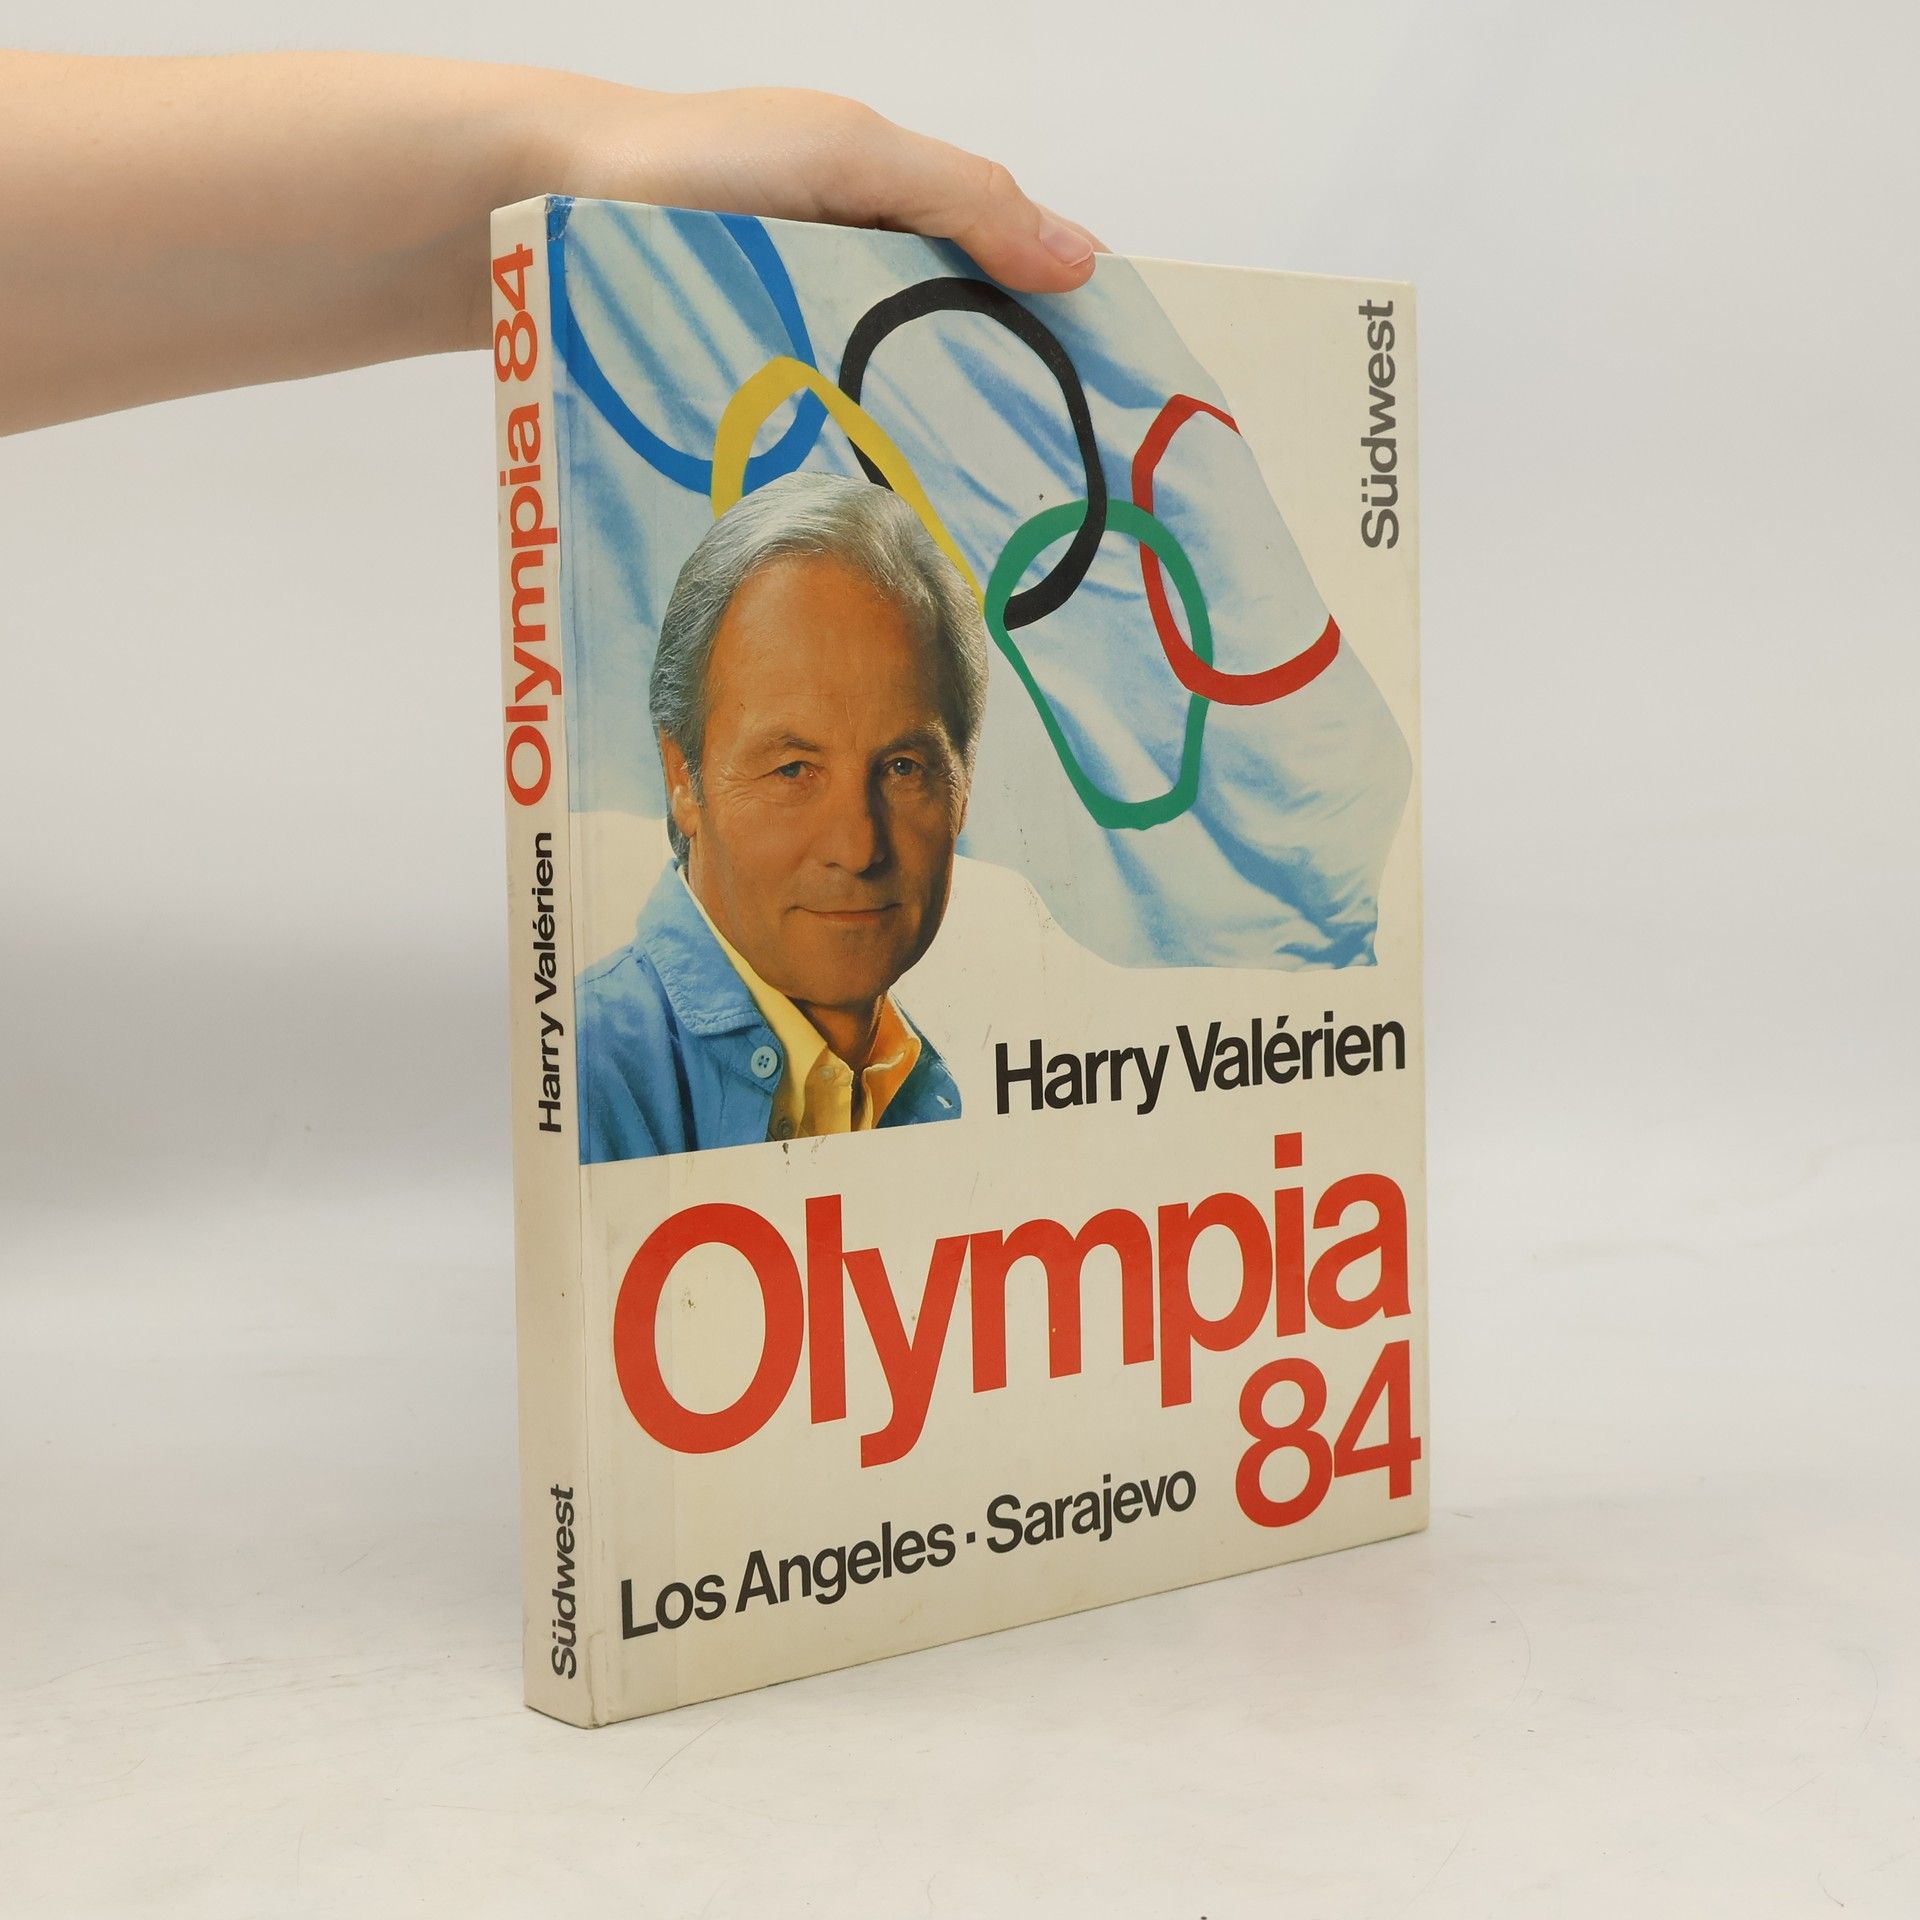 Olympia 84
Harry Valérien
Südwest
Südwest
Harry Valérien
Olympia
84
Los Angeles · Sarajevo